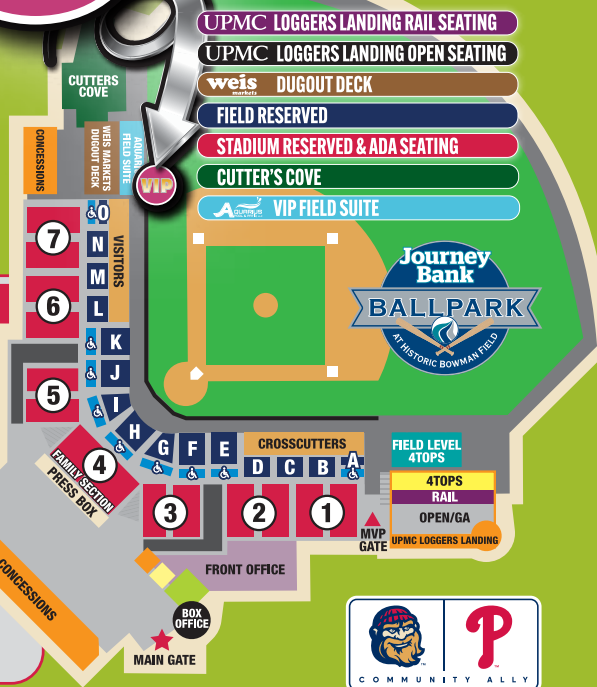 UPMC LOGGERS LANDING RAIL SEATING
UPMC LOGGERS LANDING OPEN SEATING
weis markets DUGOUT DECK
FIELD RESERVED
STADIUM RESERVED & ADA SEATING
CUTTER'S COVE
AQUARIUS VIP FIELD SUITE
CUTTERS
COVE
CONCESSIONS
WEIS MARKETS
DUGOUT DECK
FIELD SUITE
VIP
7
O
N
VISITORS
M
6
L
K
J
5
I
H
G
F
E
4
FAMILY SECTION
PRESS BOX
Journey
Bank
BALLPARK
AT HISTORIC BOWMAN FIELD
CROSSCUTTERS
D
C
B
A
3
2
1
MVP
GATE
FIELD LEVEL
4TOPS
4TOPS
RAIL
OPEN/GA
UPMC LOGGERS LANDING
FRONT OFFICE
CONCESSIONS
BOX
OFFICE
MAIN GATE
P
COMMUNITY ALLY